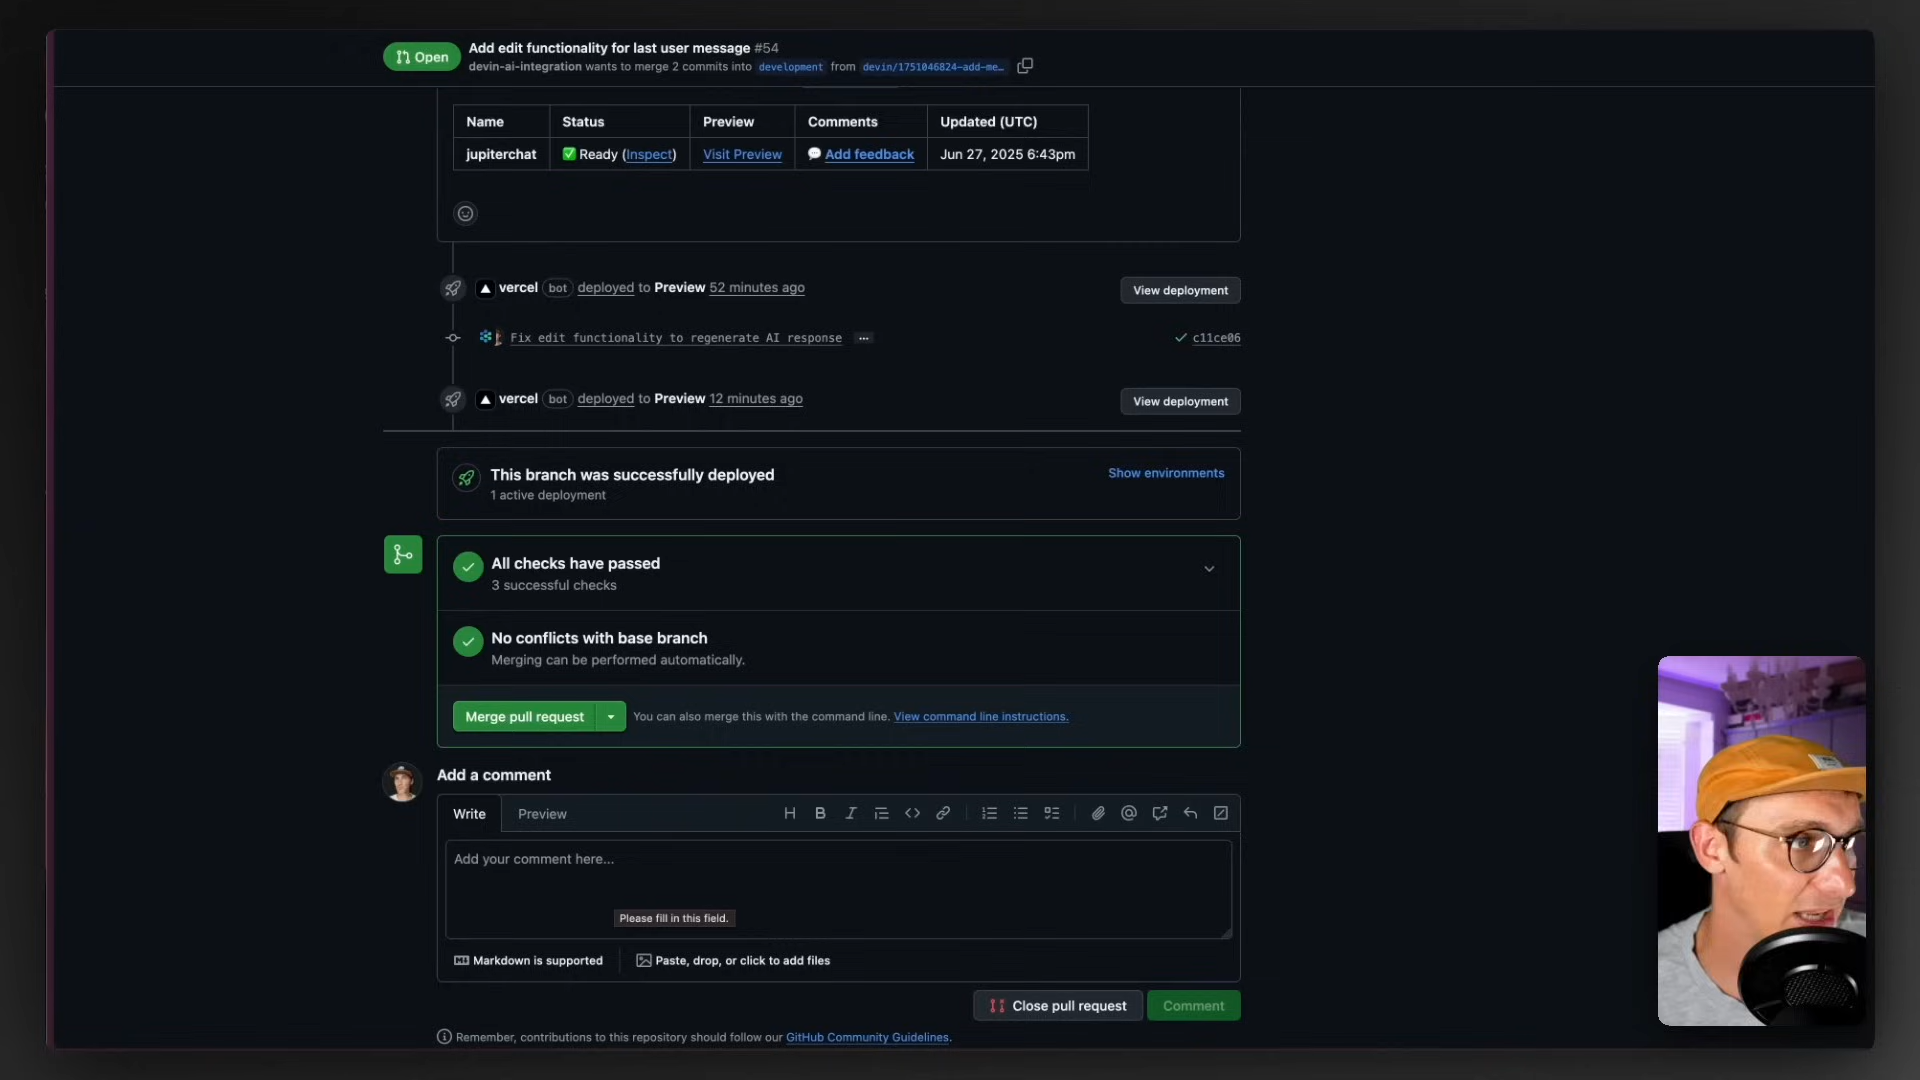 Open
Add edit functionality for last user message #54
devin-ai-integration wants to merge 2 commits into development from devin/1751046824-add-me…
Name Status Preview Comments Updated (UTC)
jupiterchat ✅ Ready (Inspect) Visit Preview 💬 Add feedback Jun 27, 2025 6:43pm
vercel bot deployed to Preview 52 minutes ago View deployment
Fix edit functionality to regenerate AI response … c11ce06
vercel bot deployed to Preview 12 minutes ago View deployment
This branch was successfully deployed Show environments
1 active deployment
All checks have passed
3 successful checks
No conflicts with base branch
Merging can be performed automatically.
Merge pull request You can also merge this with the command line. View command line instructions.
Add a comment
Write Preview H B I
Add your comment here...
Please fill in this field.
Markdown is supported Paste, drop, or click to add files
Close pull request Comment
Remember, contributions to this repository should follow our GitHub Community Guidelines.